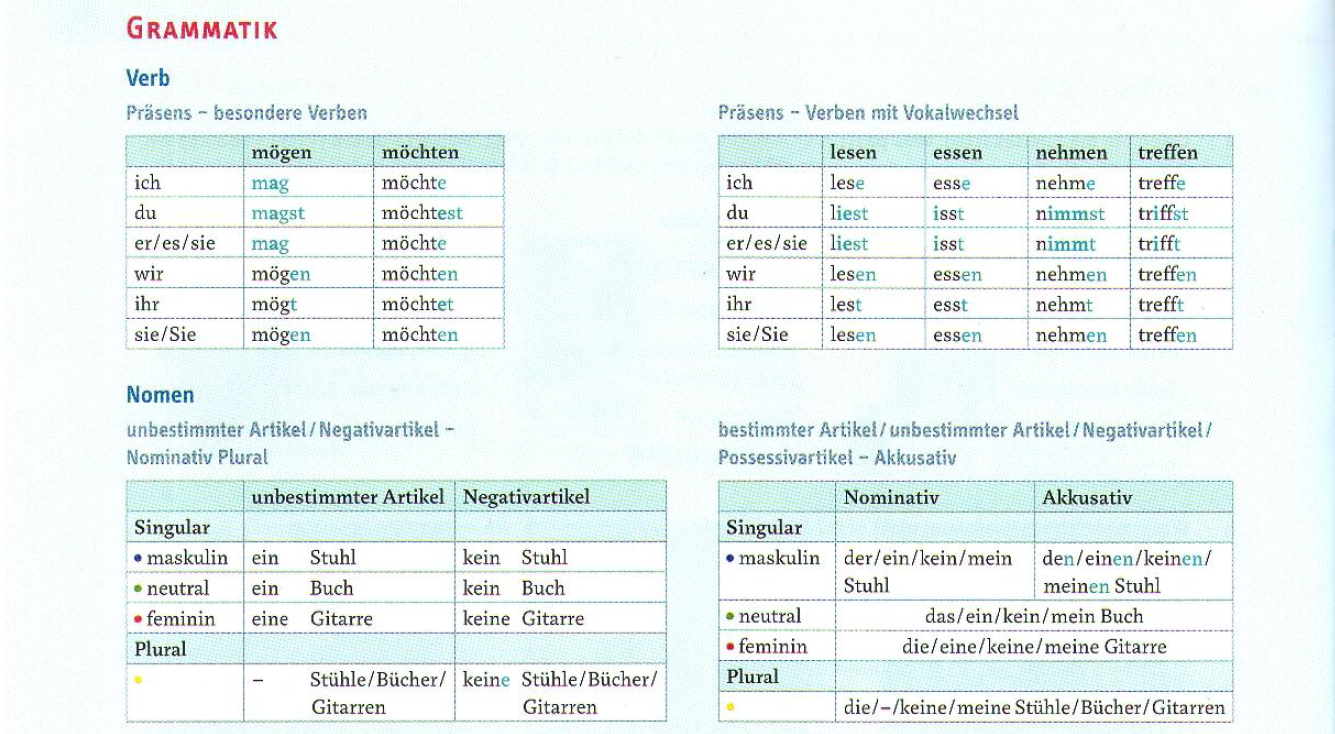 GRAMMATIK
Verb
Präsens – besondere Verben
mögen möchten
ich mag möchte
du magst möchtest
er/es/sie mag möchte
wir mögen möchten
ihr mögt möchtet
sie/Sie mögen möchten
Präsens – Verben mit Vokalwechsel
lesen essen nehmen treffen
ich lese esse nehme treffe
du liest isst nimmst triffst
er/es/sie liest isst nimmt trifft
wir lesen essen nehmen treffen
ihr lest esst nehmt trefft
sie/Sie lesen essen nehmen treffen
Nomen
unbestimmter Artikel/Negativartikel –
Nominativ Plural
unbestimmter Artikel Negativartikel
Singular
• maskulin ein Stuhl kein Stuhl
• neutral ein Buch kein Buch
• feminin eine Gitarre keine Gitarre
Plural
• – Stühle/Bücher/ keine Stühle/Bücher/
Gitarren Gitarren
bestimmter Artikel/unbestimmter Artikel/Negativartikel/
Possessivartikel – Akkusativ
Nominativ Akkusativ
Singular
• maskulin der/ein/kein/mein den/einen/keinen/
Stuhl meinen Stuhl
• neutral das/ein/kein/mein Buch
• feminin die/eine/keine/meine Gitarre
Plural
• die/–/keine/meine Stühle/Bücher/Gitarren